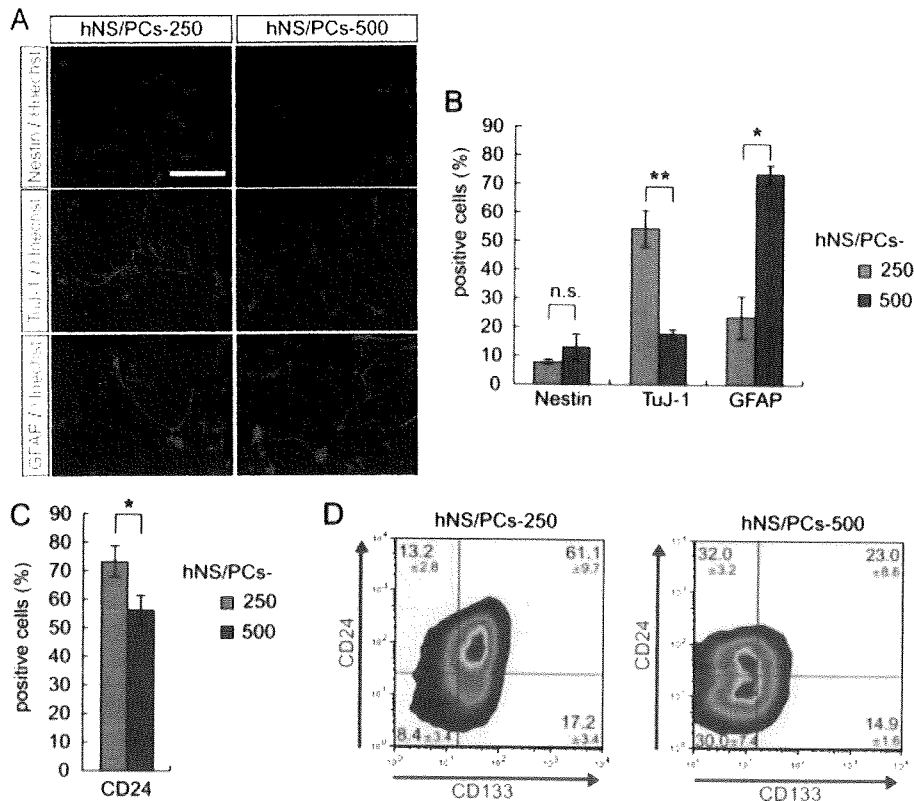 A
hNS/PCs-250
hNS/PCs-500
Nestin / Hoechst
TuJ-1 / Hoechst
GFAP / Hoechst
B
positive cells (%)
90
80
70
60
50
40
30
20
10
0
n.s.
**
*
Nestin
TuJ-1
GFAP
hNS/PCs-
250
500
C
positive cells (%)
90
80
70
60
50
40
30
20
10
0
*
CD24
hNS/PCs-
250
500
D
hNS/PCs-250
CD24
13.2
±2.8
61.1
±9.7
8.4±3.4
17.2
±3.4
CD133
hNS/PCs-500
CD24
32.0
±3.2
23.0
±8.6
30.0±7.4
14.9
±1.6
CD133